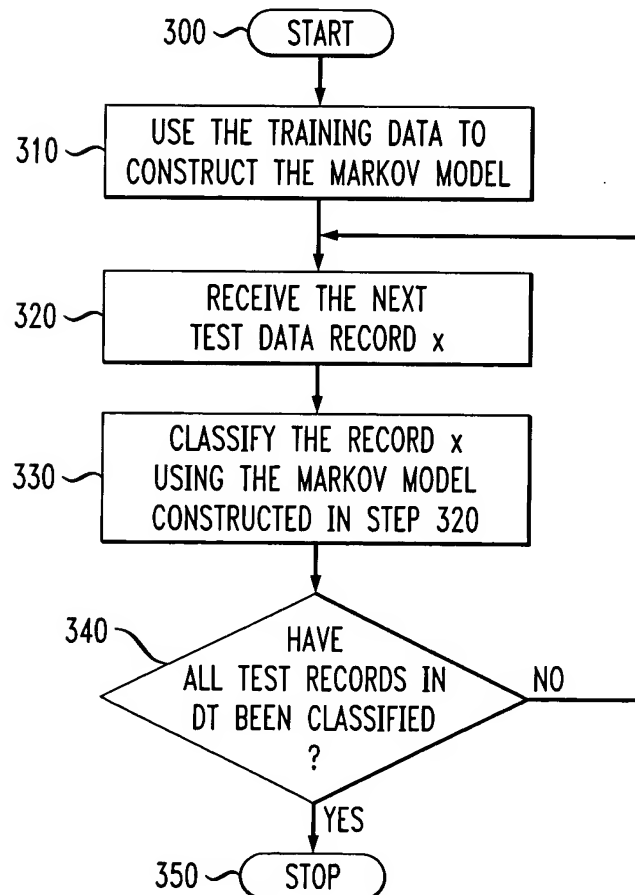 300 START
310 USE THE TRAINING DATA TO
CONSTRUCT THE MARKOV MODEL
320 RECEIVE THE NEXT
TEST DATA RECORD x
330 CLASSIFY THE RECORD x
USING THE MARKOV MODEL
CONSTRUCTED IN STEP 320
340 HAVE
ALL TEST RECORDS IN
DT BEEN CLASSIFIED
?
NO
YES
350 STOP